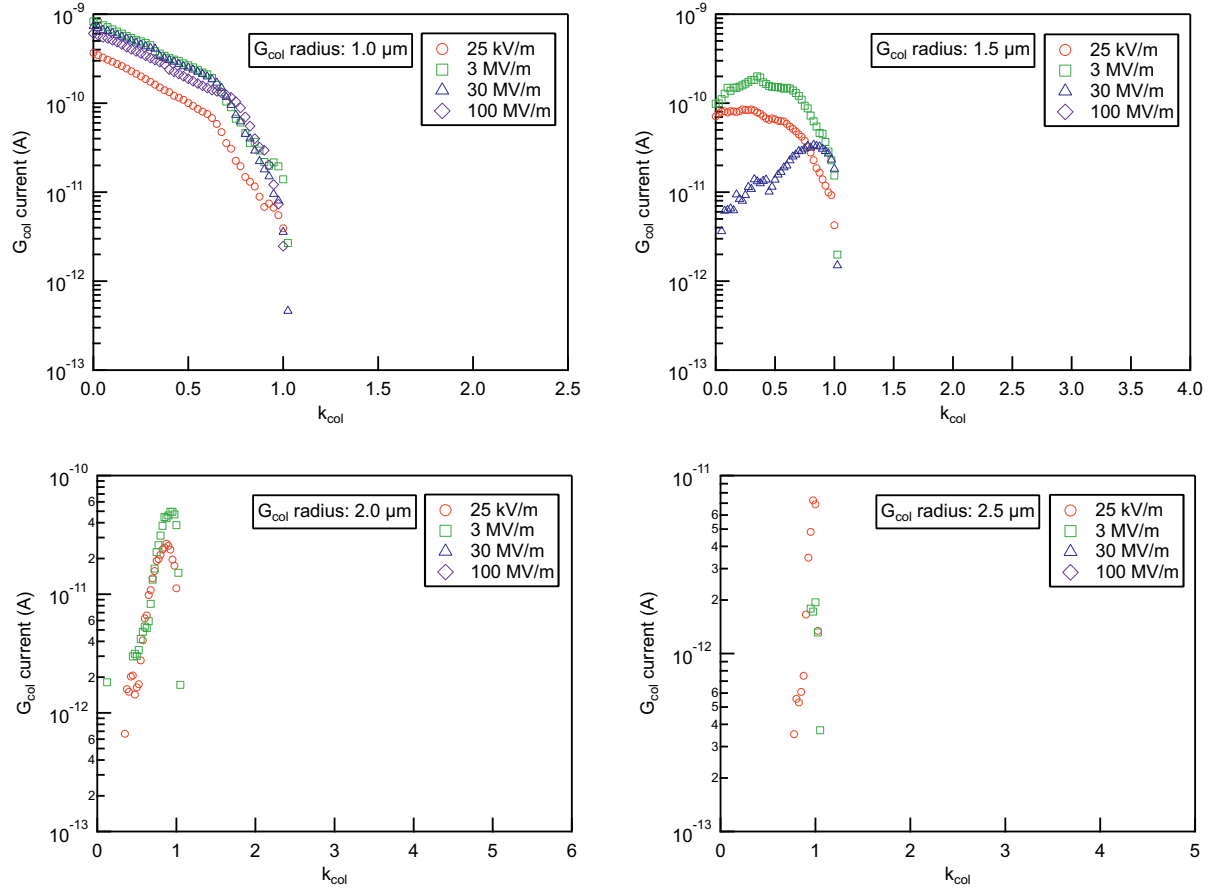 10⁻⁹
10⁻¹⁰
10⁻¹¹
10⁻¹²
10⁻¹³
G_col current (A)
G_col radius: 1.0 µm
25 kV/m
3 MV/m
30 MV/m
100 MV/m
0.0 0.5 1.0 1.5 2.0 2.5
k_col
10⁻⁹
10⁻¹⁰
10⁻¹¹
10⁻¹²
10⁻¹³
G_col current (A)
G_col radius: 1.5 µm
25 kV/m
3 MV/m
30 MV/m
100 MV/m
0.0 0.5 1.0 1.5 2.0 2.5 3.0 3.5 4.0
k_col
10⁻¹⁰
6
4
2
10⁻¹¹
6
4
2
10⁻¹²
6
4
2
10⁻¹³
G_col current (A)
G_col radius: 2.0 µm
25 kV/m
3 MV/m
30 MV/m
100 MV/m
0 1 2 3 4 5 6
k_col
10⁻¹¹
8
6
5
4
3
2
10⁻¹²
8
6
5
4
3
2
10⁻¹³
G_col current (A)
G_col radius: 2.5 µm
25 kV/m
3 MV/m
30 MV/m
100 MV/m
0 1 2 3 4 5
k_col